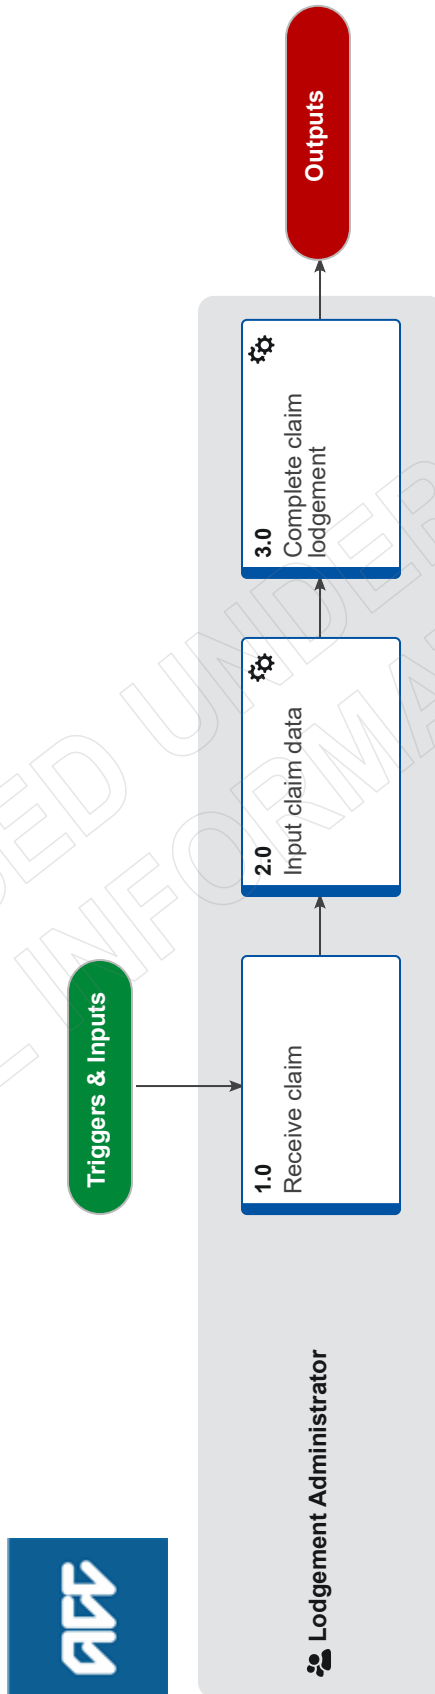 ACC
Triggers & Inputs
Outputs
Lodgement Administrator
1.0
Receive claim
2.0
Input claim data
3.0
Complete claim
lodgement